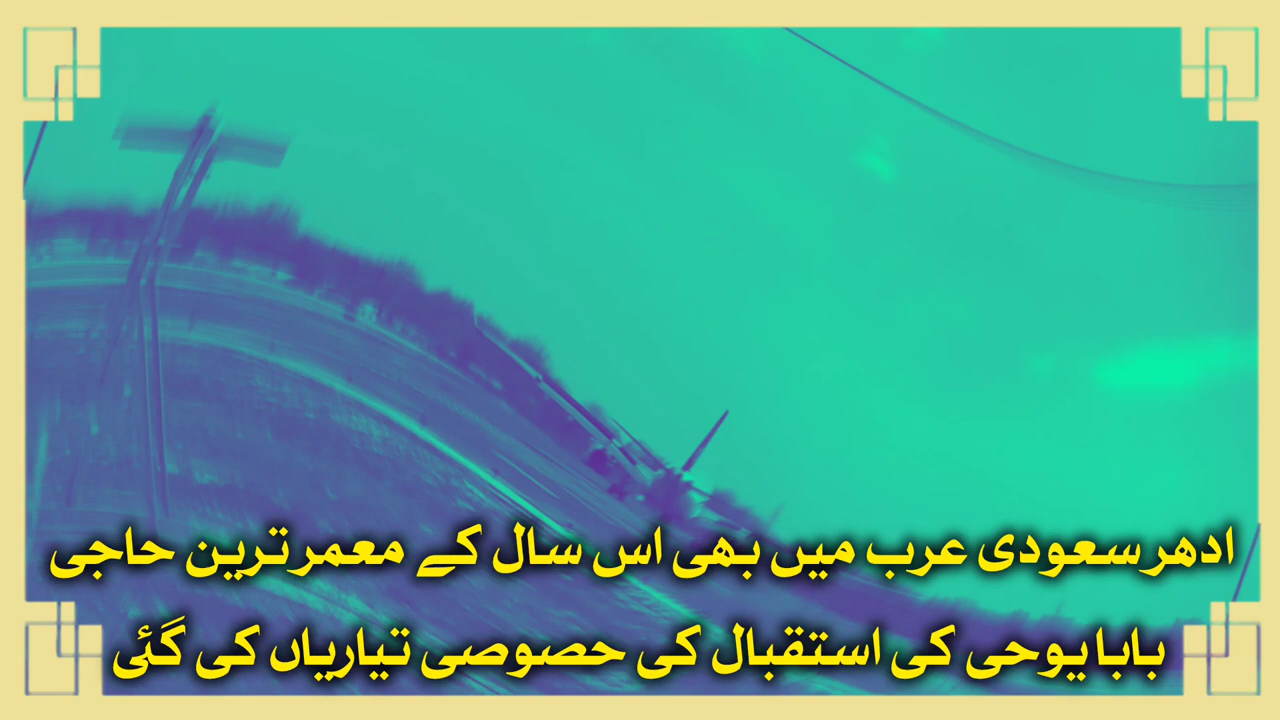 ادھر سعودی عرب میں بھی اس سال کے معمر ترین حاجی
بابا یوحی کی استقبال کی حصوصی تیاریاں کی گئی